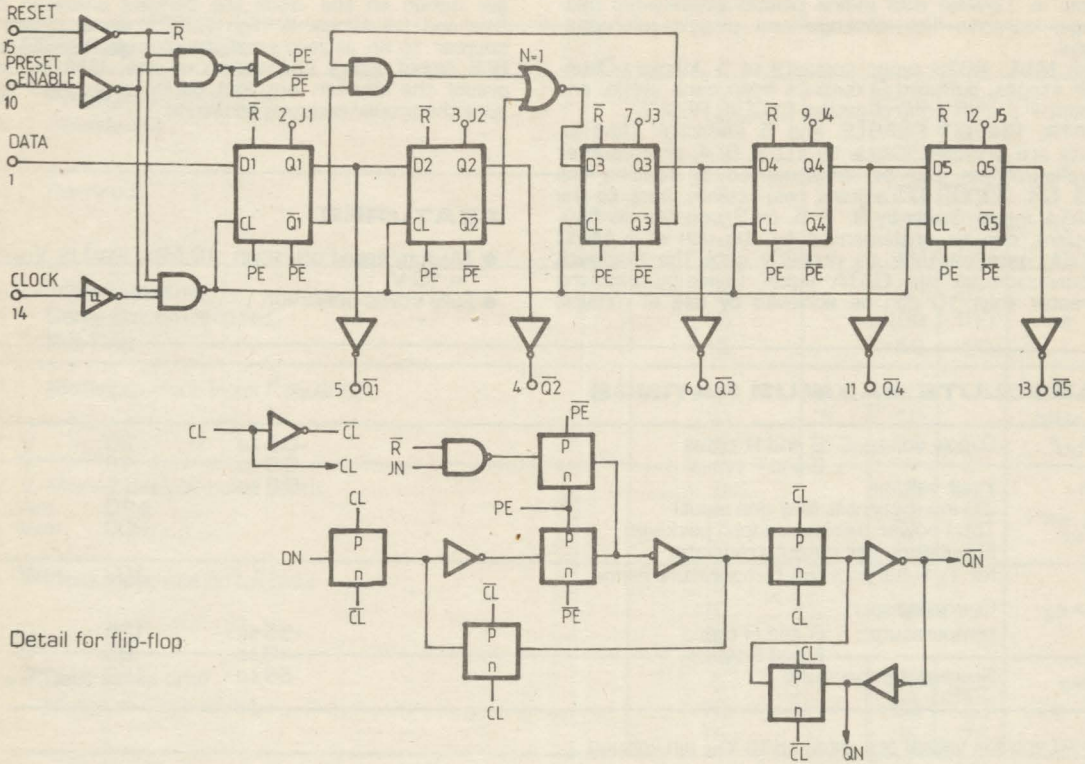 RESET
15
R̅
PRESET
ENABLE
10
PE
P̅E̅
N=1
DATA
1
R̅ 2 J1
D1 Q1
CL Q̅1̅
PE P̅E̅
R̅ 3 J2
D2 Q2
CL Q̅2̅
PE P̅E̅
R̅ 7 J3
D3 Q3
CL Q̅3̅
PE P̅E̅
R̅ 9 J4
D4 Q4
CL Q̅4̅
PE P̅E̅
R̅ 12 J5
D5 Q5
CL Q̅5̅
PE P̅E̅
CLOCK
14
5 Q̅1̅
4 Q̅2̅
6 Q̅3̅
11 Q̅4̅
13 Q̅5̅
CL C̅L̅
CL
R̅
JN
P̅E̅
p
n
PE
CL
DN
p
n
C̅L̅
p
n
P̅E̅
C̅L̅
p
n
CL
C̅L̅
p
n
CL
Q̅N̅
CL
p
n
C̅L̅
QN
Detail for flip-flop